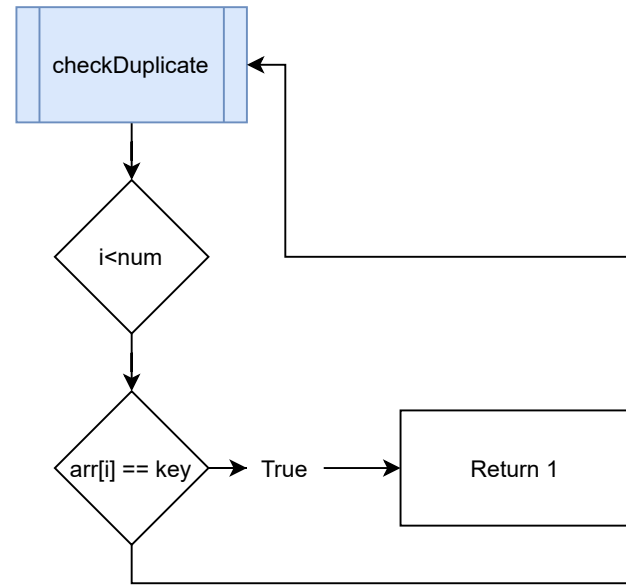 checkDuplicate
i<num
arr[i] == key
True
Return 1